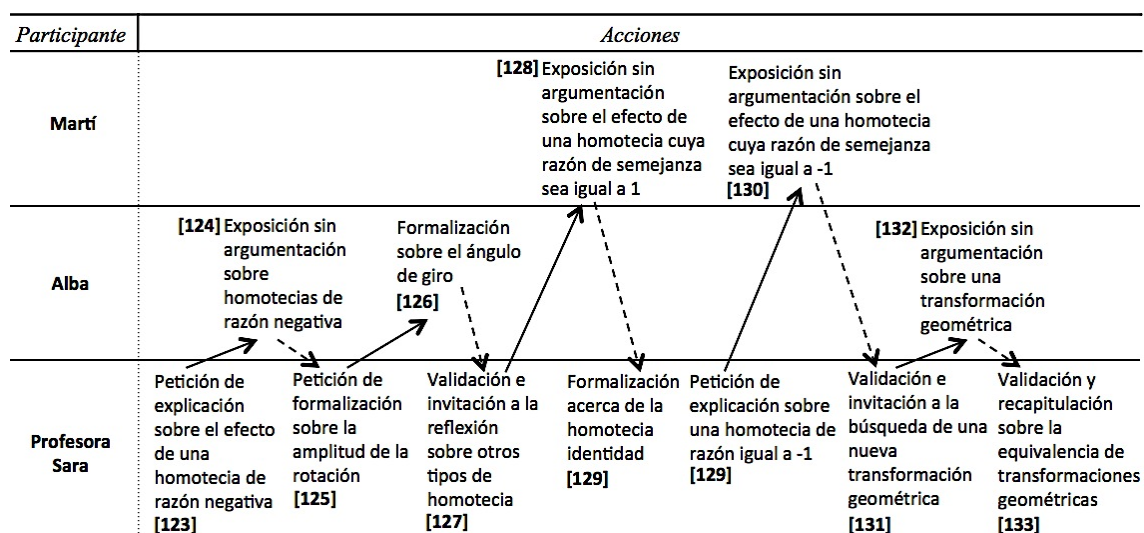 Participante
Acciones
Martí
[128] Exposición sin
argumentación
sobre el efecto de
una homotecia cuya
razón de semejanza
sea igual a 1
Exposición sin
argumentación sobre el
efecto de una homotecia
cuya razón de semejanza
sea igual a -1
[130]
Alba
[124] Exposición sin
argumentación
sobre
homotecias de
razón negativa
Formalización
sobre el ángulo
de giro
[126]
[132] Exposición sin
argumentación
sobre una
transformación
geométrica
Profesora
Sara
Petición de
explicación
sobre el efecto
de una
homotecia de
razón negativa
[123]
Petición de
formalización
sobre la
amplitud de la
rotación
[125]
Validación e
invitación a la
reflexión
sobre otros
tipos de
homotecia
[127]
Formalización
acerca de la
homotecia
identidad
[129]
Petición de
explicación sobre
una homotecia de
razón igual a -1
[129]
Validación e
invitación a la
búsqueda de una
nueva
transformación
geométrica
[131]
Validación y
recapitulación
sobre la
equivalencia de
transformaciones
geométricas
[133]